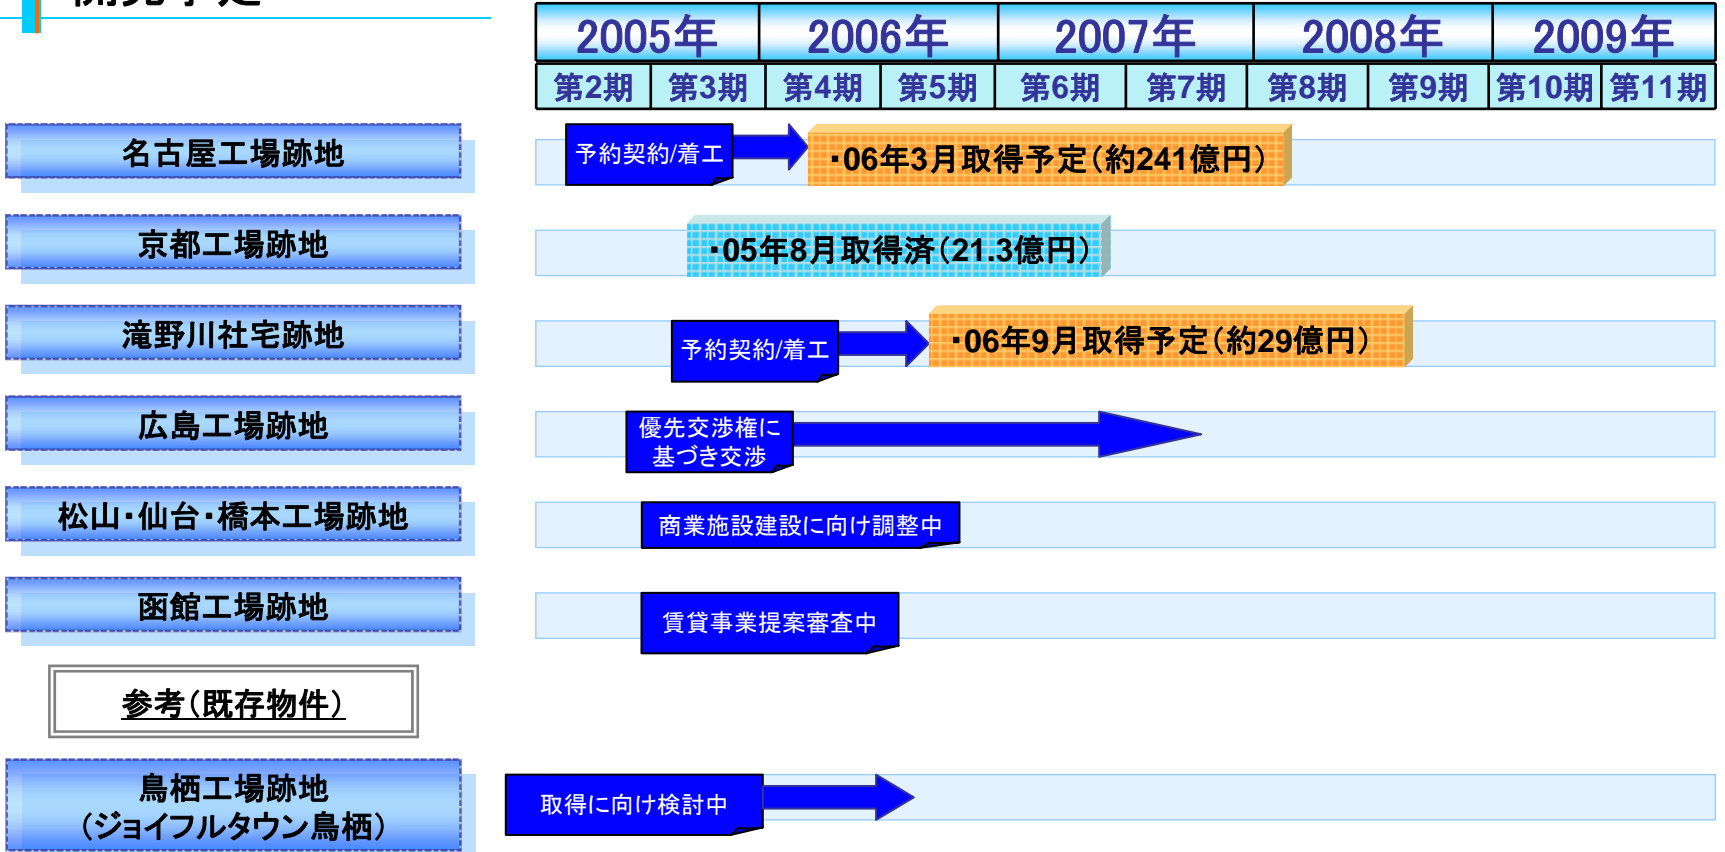 開発予定
2005年 2006年 2007年 2008年 2009年
第2期 第3期 第4期 第5期 第6期 第7期 第8期 第9期 第10期 第11期
名古屋工場跡地
予約契約/着工
・06年3月取得予定（約241億円）
京都工場跡地
・05年8月取得済（21.3億円）
滝野川社宅跡地
予約契約/着工
・06年9月取得予定（約29億円）
広島工場跡地
優先交渉権に
基づき交渉
松山・仙台・橋本工場跡地
商業施設建設に向け調整中
函館工場跡地
賃貸事業提案審査中
参考（既存物件）
鳥栖工場跡地
（ジョイフルタウン鳥栖）
取得に向け検討中